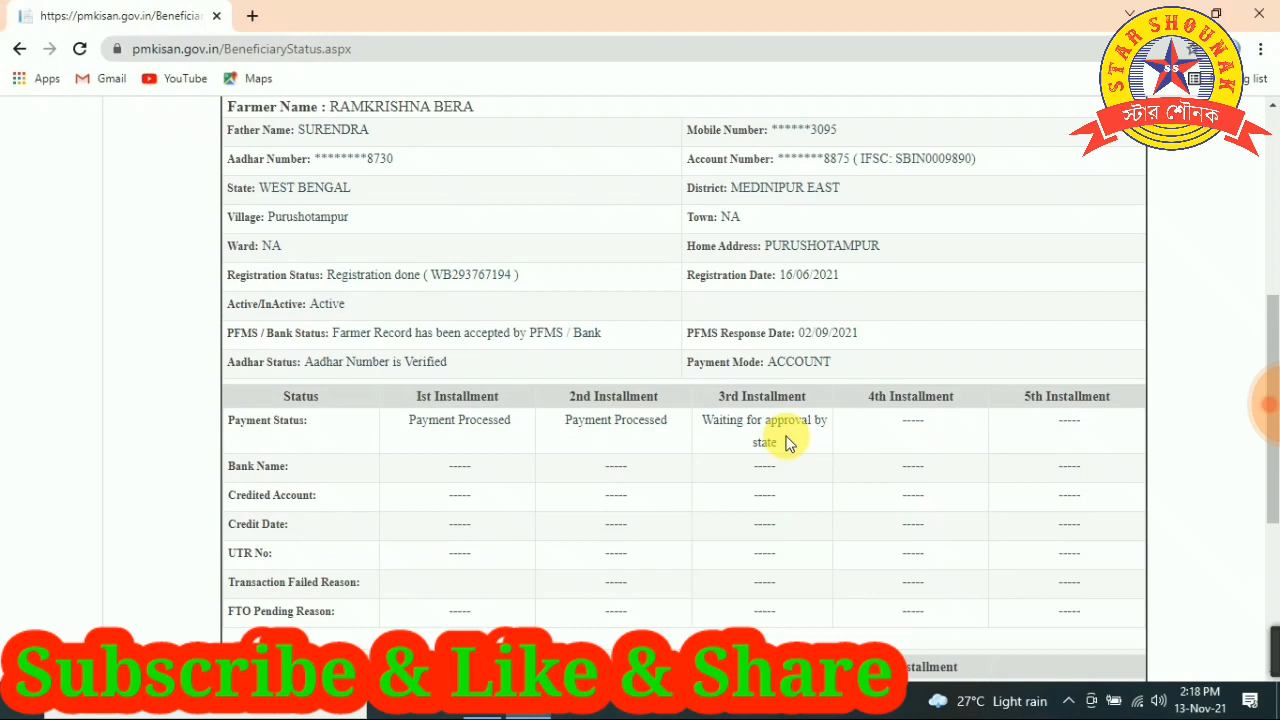 https://pmkisan.gov.in/Beneficia
pmkisan.gov.in/BeneficiaryStatus.aspx
Apps Gmail YouTube Maps
STAR SHOUNAK
SS
স্টার শৌনক
Farmer Name : RAMKRISHNA BERA
Father Name: SURENDRA Mobile Number: ******3095
Aadhar Number: ********8730 Account Number: *******8875 ( IFSC: SBIN0009890)
State: WEST BENGAL District: MEDINIPUR EAST
Village: Purushotampur Town: NA
Ward: NA Home Address: PURUSHOTAMPUR
Registration Status: Registration done ( WB293767194 ) Registration Date: 16/06/2021
Active/InActive: Active
PFMS / Bank Status: Farmer Record has been accepted by PFMS / Bank PFMS Response Date: 02/09/2021
Aadhar Status: Aadhar Number is Verified Payment Mode: ACCOUNT
Status Ist Installment 2nd Installment 3rd Installment 4th Installment 5th Installment
Payment Status: Payment Processed Payment Processed Waiting for approval by state ----- -----
Bank Name: ----- ----- ----- ----- -----
Credited Account: ----- ----- ----- ----- -----
Credit Date: ----- ----- ----- ----- -----
UTR No: ----- ----- ----- ----- -----
Transaction Failed Reason: ----- ----- ----- -----
FTO Pending Reason: ----- ----- ----- ----- -----
Subscribe & Like & Share
27°C Light rain
2:18 PM
13-Nov-21